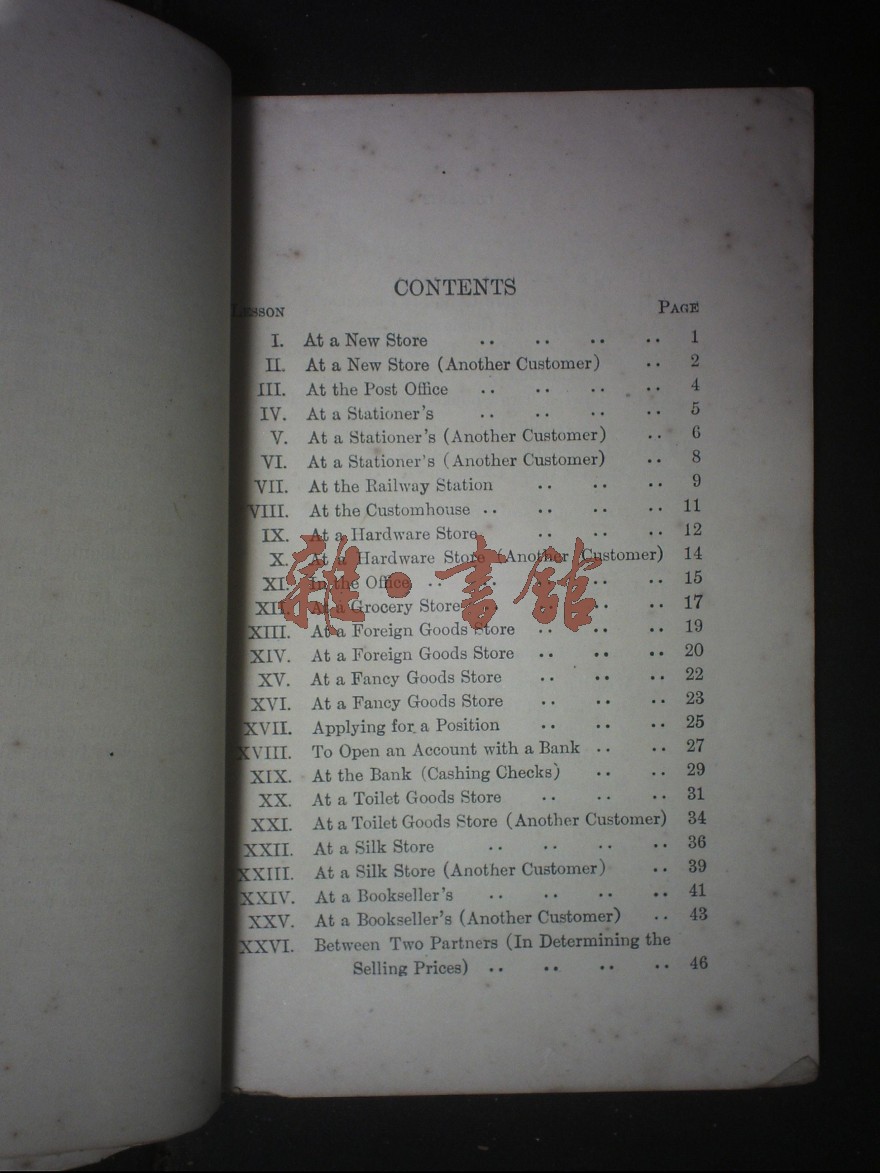 CONTENTS
LESSON PAGE
I. At a New Store .. .. .. .. 1
II. At a New Store (Another Customer) .. 2
III. At the Post Office .. .. .. .. 4
IV. At a Stationer's .. .. .. .. 5
V. At a Stationer's (Another Customer) .. 6
VI. At a Stationer's (Another Customer) .. 8
VII. At the Railway Station .. .. .. 9
VIII. At the Customhouse .. .. .. .. 11
IX. At a Hardware Store .. .. .. 12
X. At a Hardware Store (Another Customer) 14
XI. In the Office .. .. .. .. .. 15
XII. At a Grocery Store .. .. .. .. 17
XIII. At a Foreign Goods Store .. .. .. 19
XIV. At a Foreign Goods Store .. .. .. 20
XV. At a Fancy Goods Store .. .. .. 22
XVI. At a Fancy Goods Store .. .. .. 23
XVII. Applying for a Position .. .. .. 25
XVIII. To Open an Account with a Bank .. .. 27
XIX. At the Bank (Cashing Checks) .. .. 29
XX. At a Toilet Goods Store .. .. .. 31
XXI. At a Toilet Goods Store (Another Customer) 34
XXII. At a Silk Store .. .. .. .. 36
XXIII. At a Silk Store (Another Customer) .. 39
XXIV. At a Bookseller's .. .. .. .. 41
XXV. At a Bookseller's (Another Customer) .. 43
XXVI. Between Two Partners (In Determining the
Selling Prices) .. .. .. .. 46
雜·書館